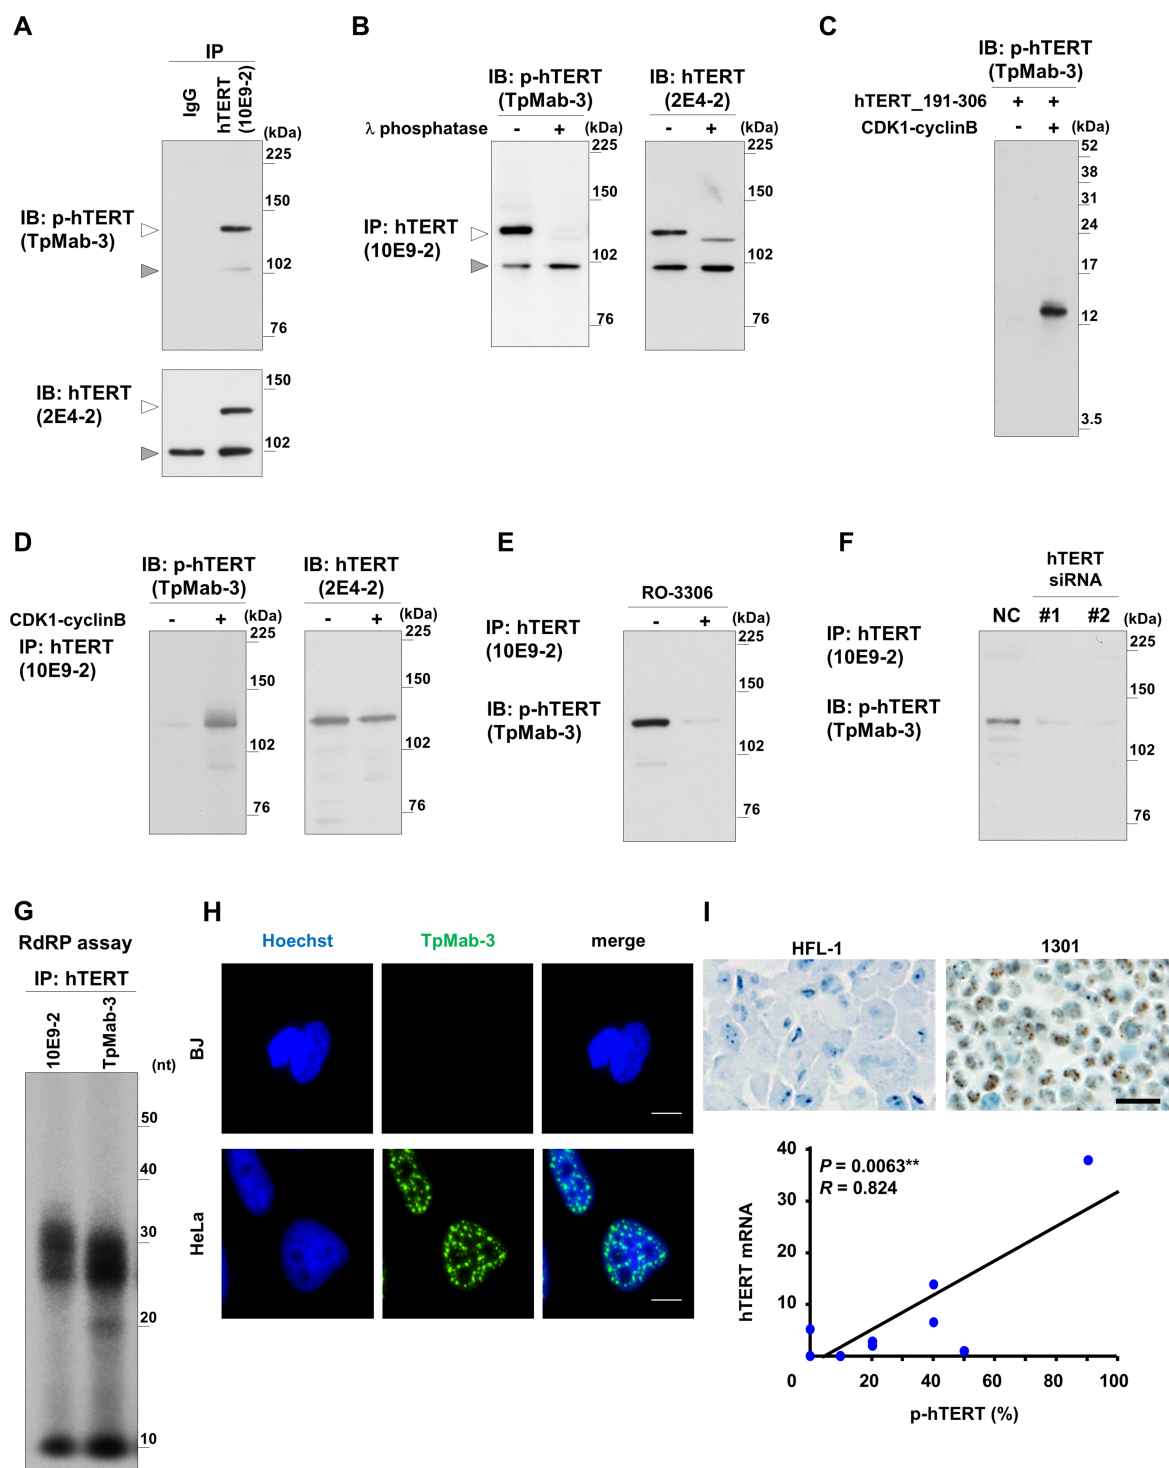 A
IP
IgG
hTERT
(10E9-2)
(kDa)
225
150
102
76
IB: p-hTERT
(TpMab-3)
IB: hTERT
(2E4-2)
150
102
B
IB: p-hTERT
(TpMab-3)
IB: hTERT
(2E4-2)
λ phosphatase - + (kDa) - + (kDa)
IP: hTERT
(10E9-2)
225
150
102
76
225
150
102
76
C
IB: p-hTERT
(TpMab-3)
hTERT_191-306 + +
CDK1-cyclinB - + (kDa)
52
38
31
24
17
12
3.5
D
IB: p-hTERT
(TpMab-3)
IB: hTERT
(2E4-2)
CDK1-cyclinB - + (kDa) - + (kDa)
IP: hTERT
(10E9-2)
225
150
102
76
225
150
102
76
E
RO-3306
- + (kDa)
IP: hTERT
(10E9-2)
IB: p-hTERT
(TpMab-3)
225
150
102
76
F
hTERT
siRNA
NC #1 #2 (kDa)
IP: hTERT
(10E9-2)
IB: p-hTERT
(TpMab-3)
225
150
102
76
G
RdRP assay
IP: hTERT
10E9-2
TpMab-3
(nt)
50
40
30
20
10
H
Hoechst TpMab-3 merge
BJ
HeLa
I
HFL-1 1301
P = 0.0063**
R = 0.824
hTERT mRNA
40
30
20
10
0 20 40 60 80 100
p-hTERT (%)